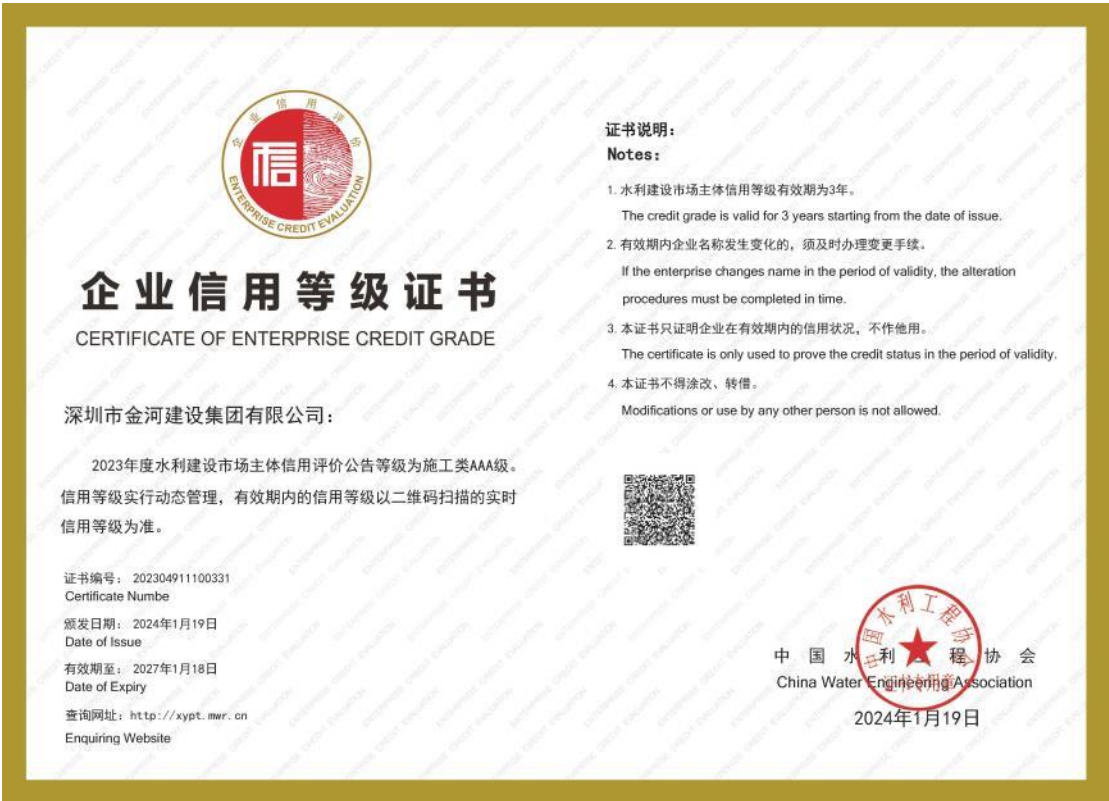 企业信用评价
信
ENTERPRISE CREDIT EVALUATION
企业信用等级证书
CERTIFICATE OF ENTERPRISE CREDIT GRADE
深圳市金河建设集团有限公司:
2023年度水利建设市场主体信用评价公告等级为施工类AAA级。
信用等级实行动态管理, 有效期内的信用等级以二维码扫描的实时
信用等级为准。
证书编号: 202304911100331
Certificate Numbe
颁发日期: 2024年1月19日
Date of Issue
有效期至: 2027年1月18日
Date of Expiry
查询网址: http://xypt.mwr.cn
Enquiring Website
证书说明:
Notes:
1. 水利建设市场主体信用等级有效期为3年。
The credit grade is valid for 3 years starting from the date of issue.
2. 有效期内企业名称发生变化的, 须及时办理变更手续。
If the enterprise changes name in the period of validity, the alteration
procedures must be completed in time.
3. 本证书只证明企业在有效期内的信用状况, 不作他用。
The certificate is only used to prove the credit status in the period of validity.
4. 本证书不得涂改、转借。
Modifications or use by any other person is not allowed.
中国水利工程协会
China Water Engineering Association
2024年1月19日
中国水利工程协会
证书专用章